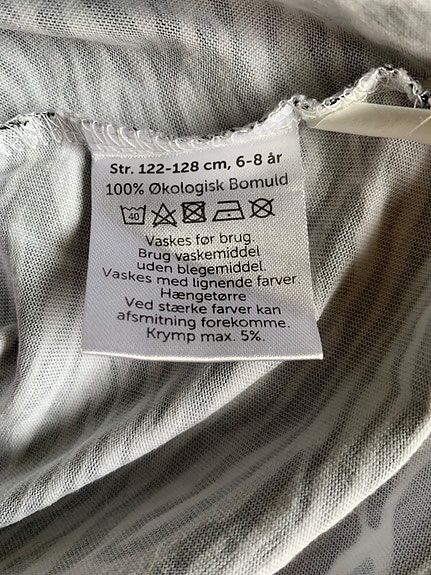 Str. 122-128 cm, 6-8 år
100% Økologisk Bomuld
40
Vaskes før brug.
Brug vaskemiddel
uden blegemiddel.
Vaskes med lignende farver.
Hængetørre
Ved stærke farver kan
afsmitning forekomme.
Krymp max. 5%.